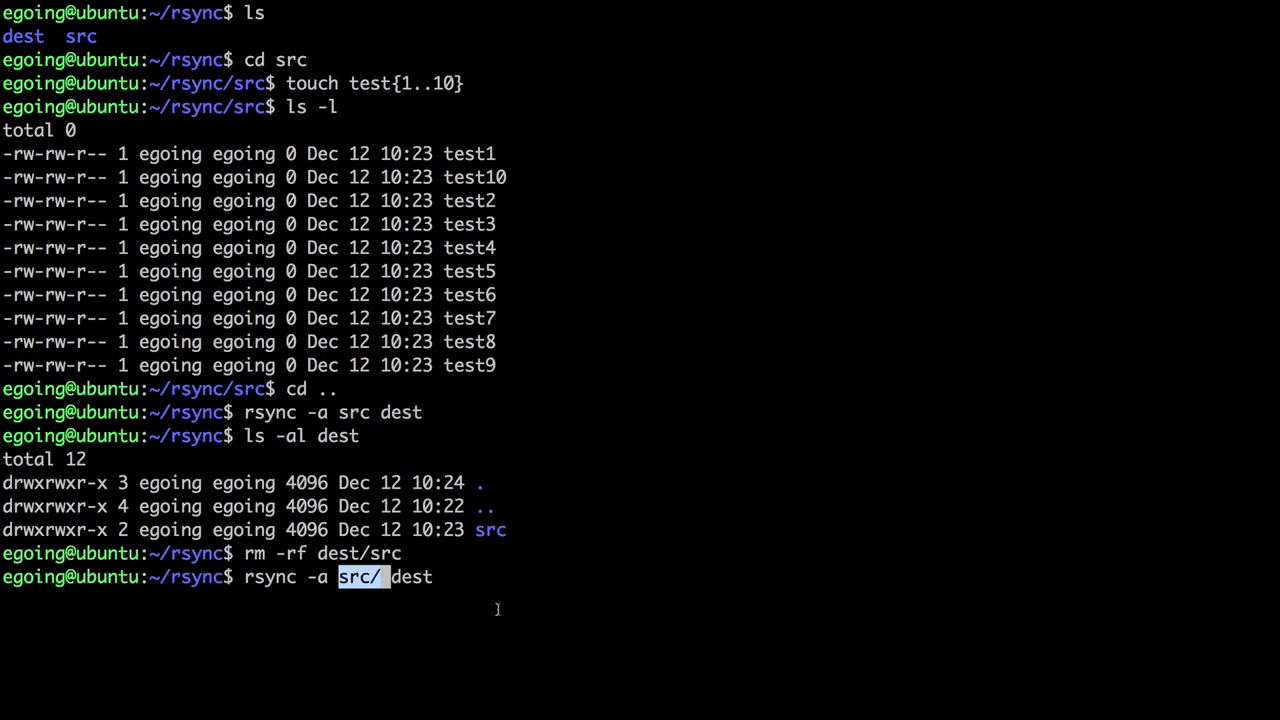 egoing@ubuntu:~/rsync$ ls
dest  src
egoing@ubuntu:~/rsync$ cd src
egoing@ubuntu:~/rsync/src$ touch test{1..10}
egoing@ubuntu:~/rsync/src$ ls -l
total 0
-rw-rw-r-- 1 egoing egoing 0 Dec 12 10:23 test1
-rw-rw-r-- 1 egoing egoing 0 Dec 12 10:23 test10
-rw-rw-r-- 1 egoing egoing 0 Dec 12 10:23 test2
-rw-rw-r-- 1 egoing egoing 0 Dec 12 10:23 test3
-rw-rw-r-- 1 egoing egoing 0 Dec 12 10:23 test4
-rw-rw-r-- 1 egoing egoing 0 Dec 12 10:23 test5
-rw-rw-r-- 1 egoing egoing 0 Dec 12 10:23 test6
-rw-rw-r-- 1 egoing egoing 0 Dec 12 10:23 test7
-rw-rw-r-- 1 egoing egoing 0 Dec 12 10:23 test8
-rw-rw-r-- 1 egoing egoing 0 Dec 12 10:23 test9
egoing@ubuntu:~/rsync/src$ cd ..
egoing@ubuntu:~/rsync$ rsync -a src dest
egoing@ubuntu:~/rsync$ ls -al dest
total 12
drwxrwxr-x 3 egoing egoing 4096 Dec 12 10:24 .
drwxrwxr-x 4 egoing egoing 4096 Dec 12 10:22 ..
drwxrwxr-x 2 egoing egoing 4096 Dec 12 10:23 src
egoing@ubuntu:~/rsync$ rm -rf dest/src
egoing@ubuntu:~/rsync$ rsync -a src/ dest